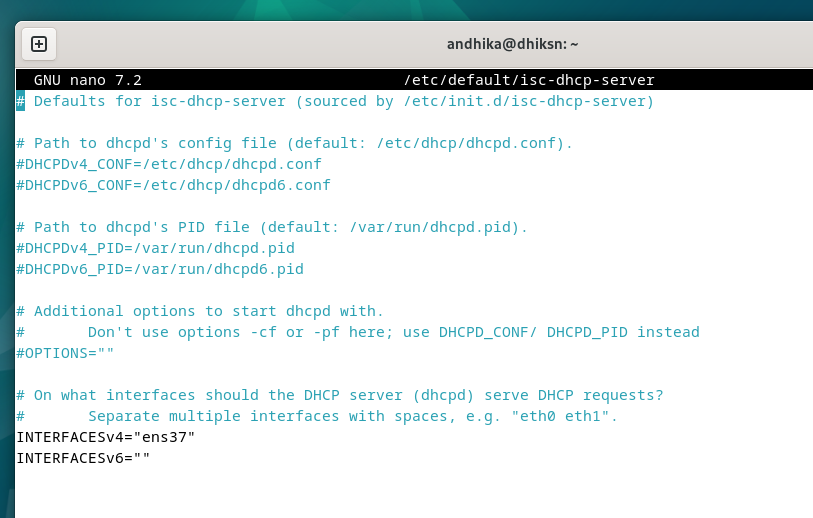 andhika@dhiksn: ~
GNU nano 7.2 /etc/default/isc-dhcp-server
# Defaults for isc-dhcp-server (sourced by /etc/init.d/isc-dhcp-server)
# Path to dhcpd's config file (default: /etc/dhcp/dhcpd.conf).
#DHCPDv4_CONF=/etc/dhcp/dhcpd.conf
#DHCPDv6_CONF=/etc/dhcp/dhcpd6.conf
# Path to dhcpd's PID file (default: /var/run/dhcpd.pid).
#DHCPDv4_PID=/var/run/dhcpd.pid
#DHCPDv6_PID=/var/run/dhcpd6.pid
# Additional options to start dhcpd with.
#       Don't use options -cf or -pf here; use DHCPD_CONF/ DHCPD_PID instead
#OPTIONS=""
# On what interfaces should the DHCP server (dhcpd) serve DHCP requests?
#       Separate multiple interfaces with spaces, e.g. "eth0 eth1".
INTERFACESv4="ens37"
INTERFACESv6=""